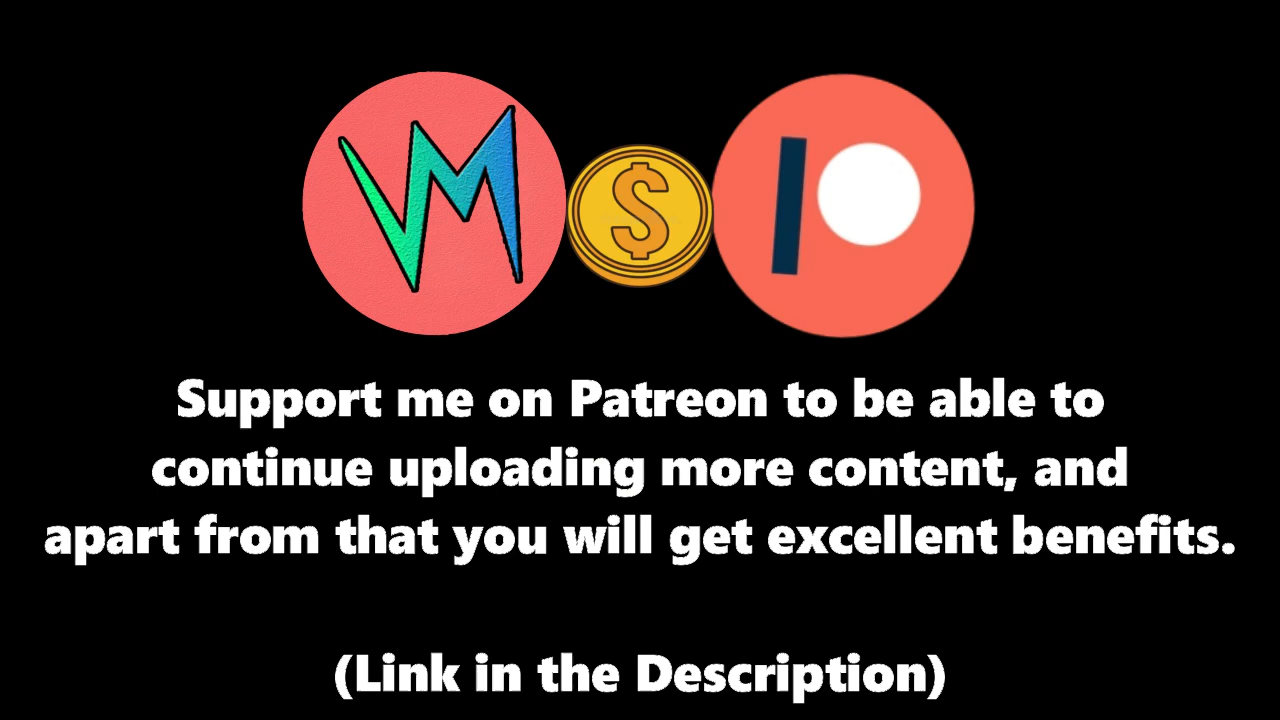 VM
$
Support me on Patreon to be able to
continue uploading more content, and
apart from that you will get excellent benefits.
(Link in the Description)